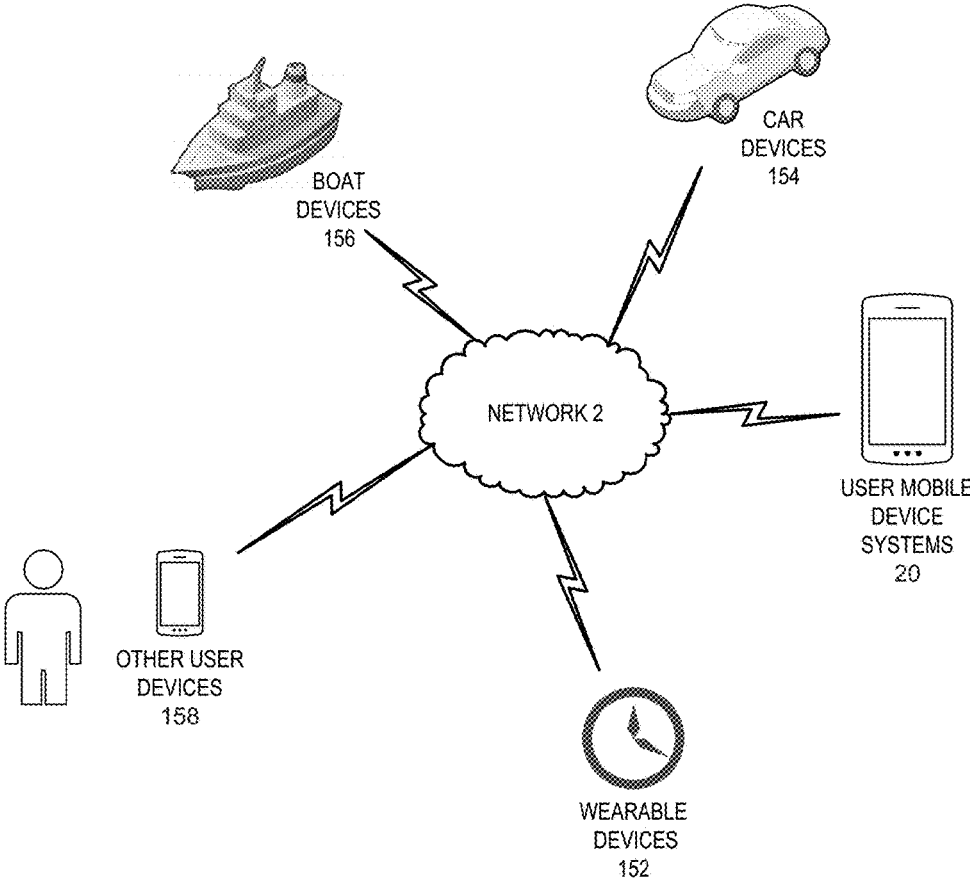 CAR
DEVICES
154
BOAT
DEVICES
156
NETWORK 2
USER MOBILE
DEVICE
SYSTEMS
20
OTHER USER
DEVICES
158
WEARABLE
DEVICES
152